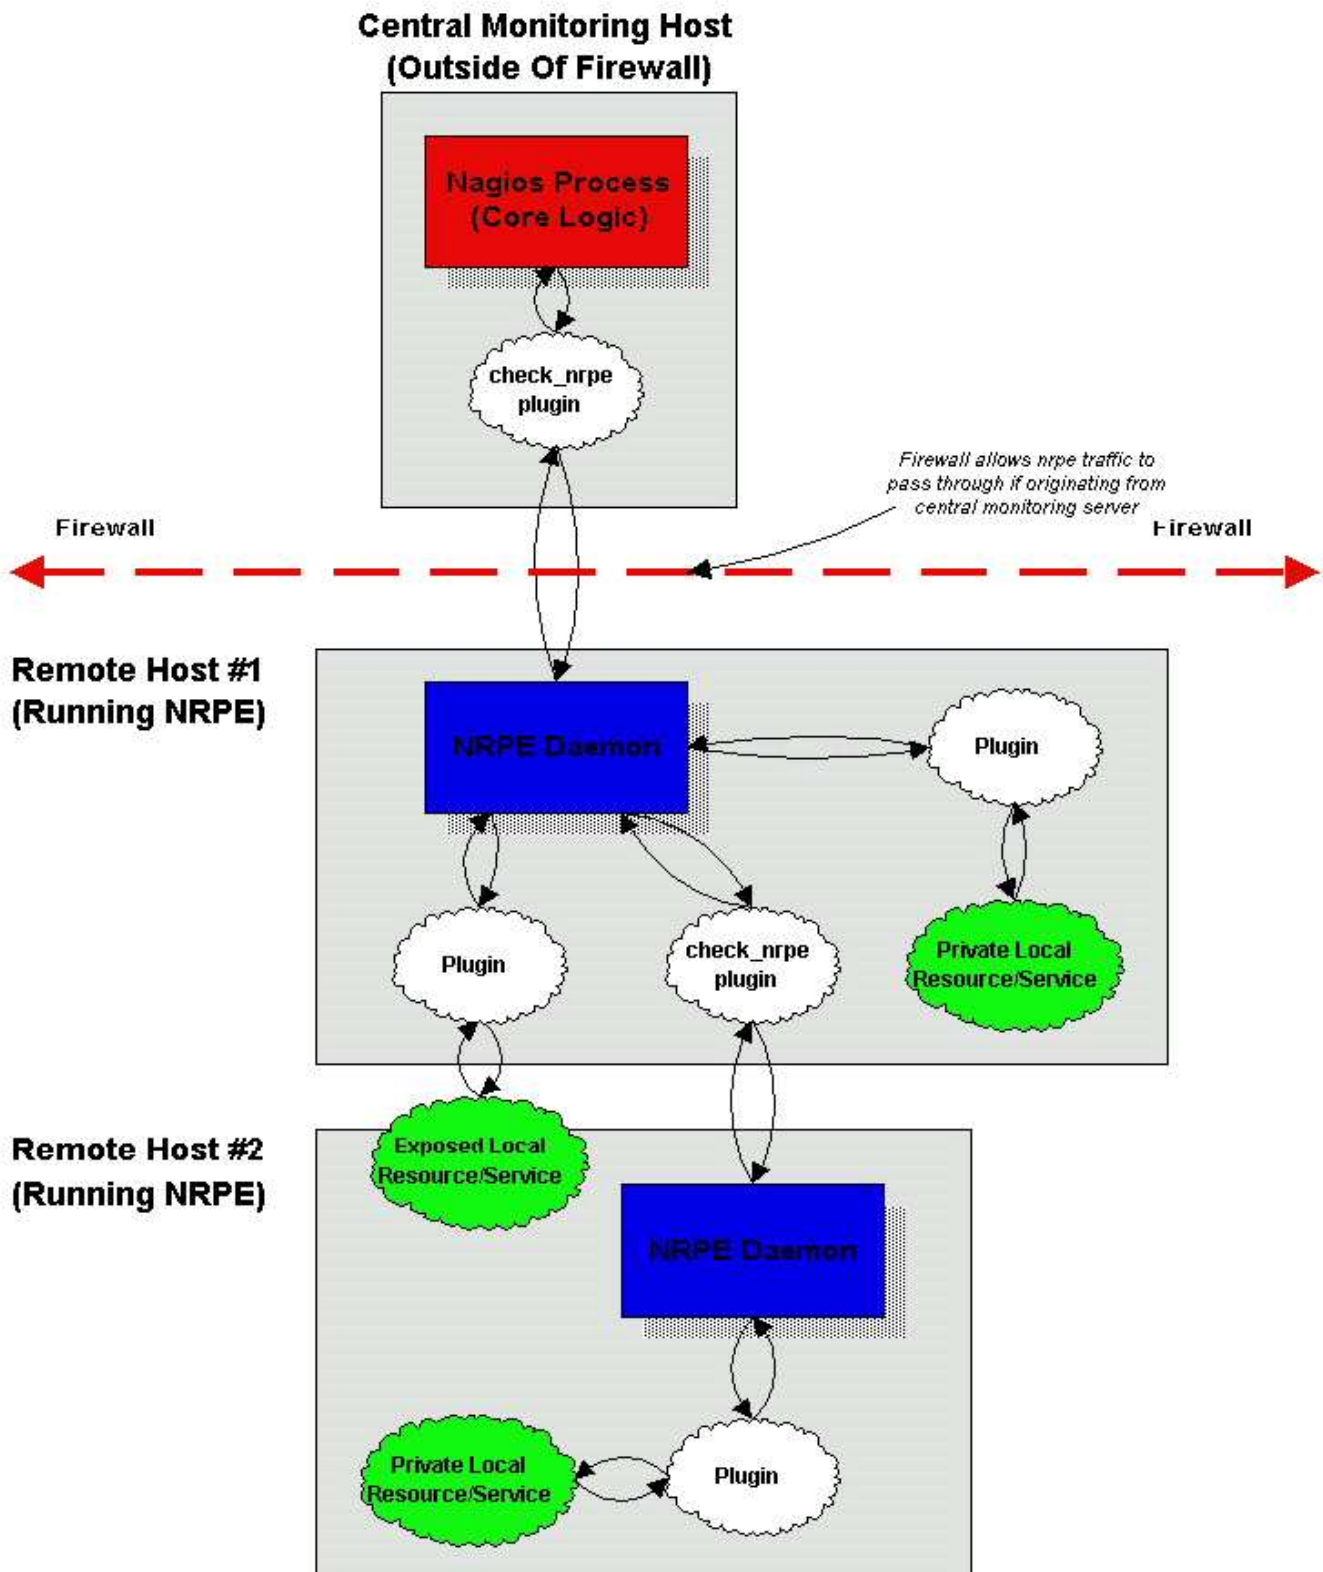 Central Monitoring Host
(Outside Of Firewall)
Nagios Process
(Core Logic)
check_nrpe
plugin
Firewall allows nrpe traffic to
pass through if originating from
central monitoring server
Firewall
Firewall
Remote Host #1
(Running NRPE)
NRPE Daemon
Plugin
Plugin
check_nrpe
plugin
Private Local
Resource/Service
Remote Host #2
(Running NRPE)
Exposed Local
Resource/Service
NRPE Daemon
Private Local
Resource/Service
Plugin